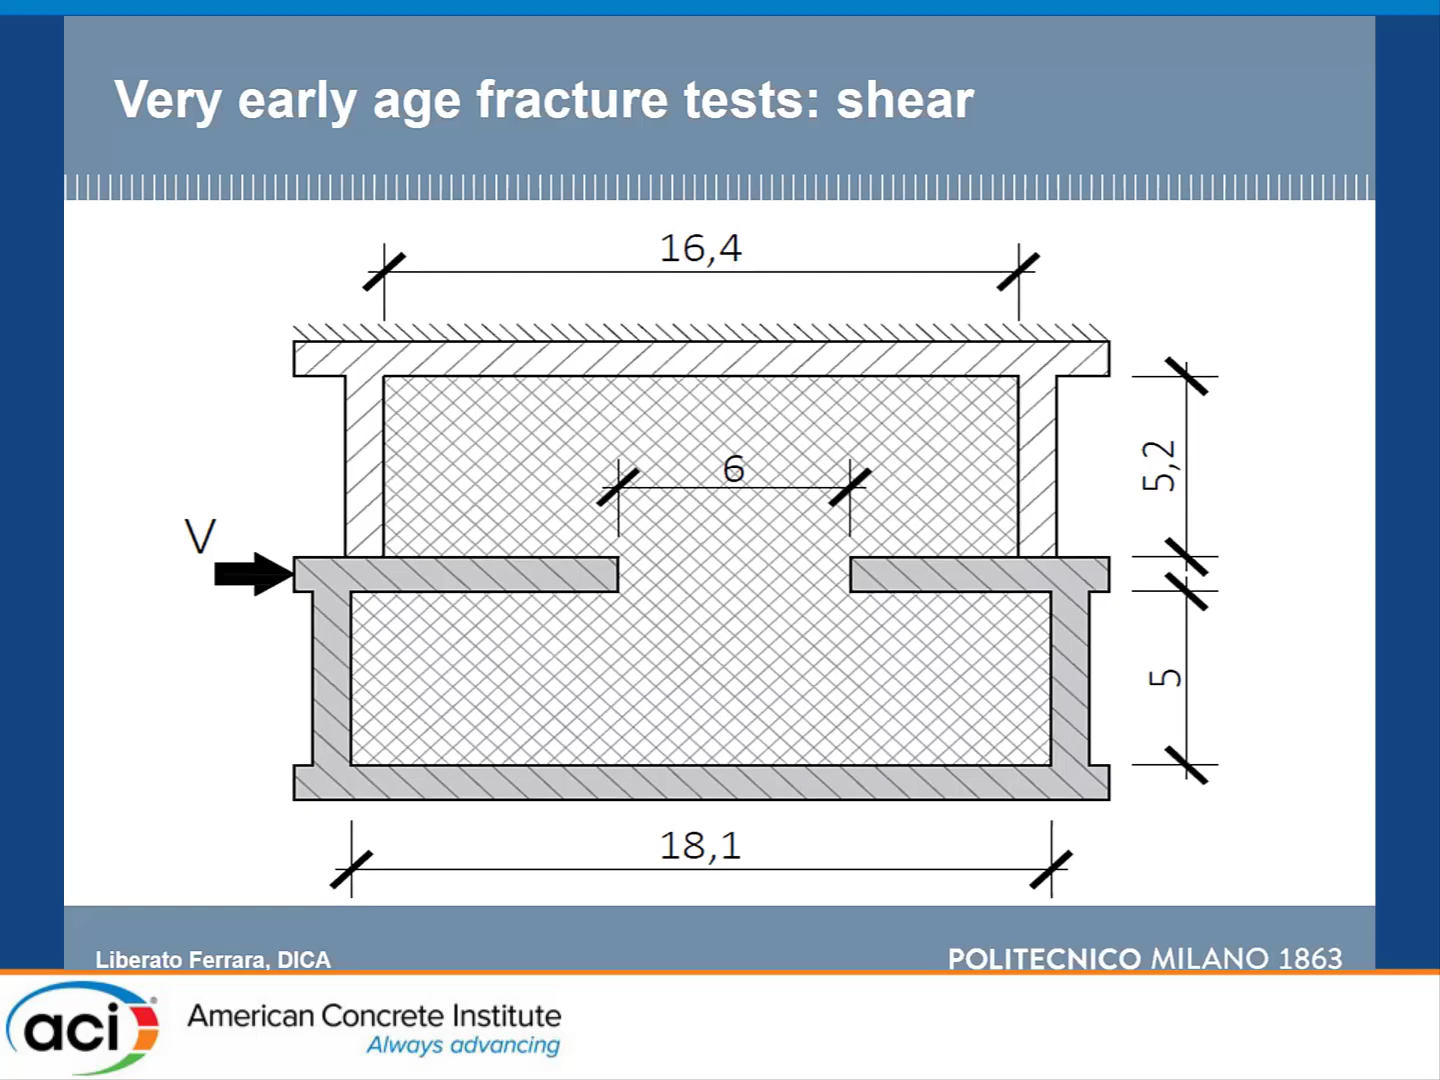 Very early age fracture tests: shear
16,4
6
5,2
V
5
18,1
Liberato Ferrara, DICA
POLITECNICO MILANO 1863
aci®
American Concrete Institute
Always advancing